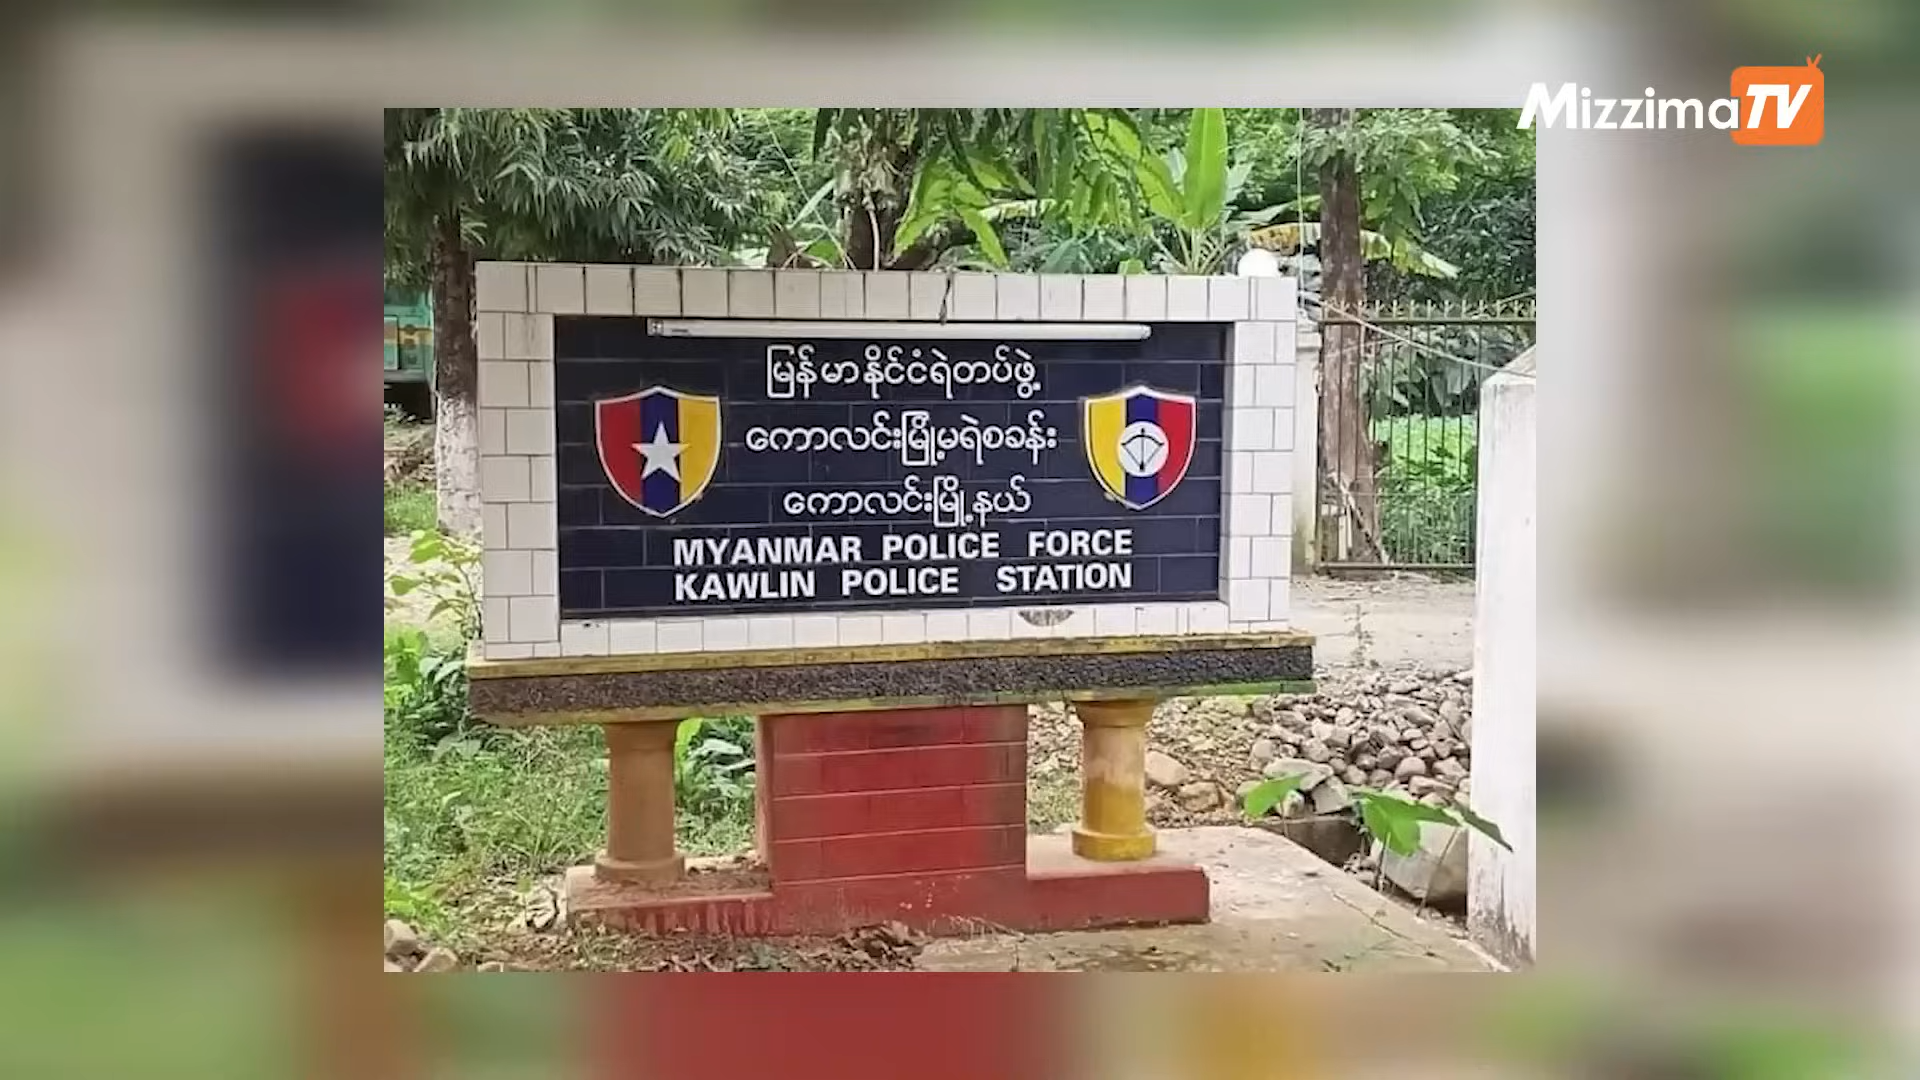 MizzimaTV
မြန်မာနိုင်ငံရဲတပ်ဖွဲ့
ကောလင်းမြို့မရဲစခန်း
ကောလင်းမြို့နယ်
MYANMAR POLICE FORCE
KAWLIN POLICE STATION